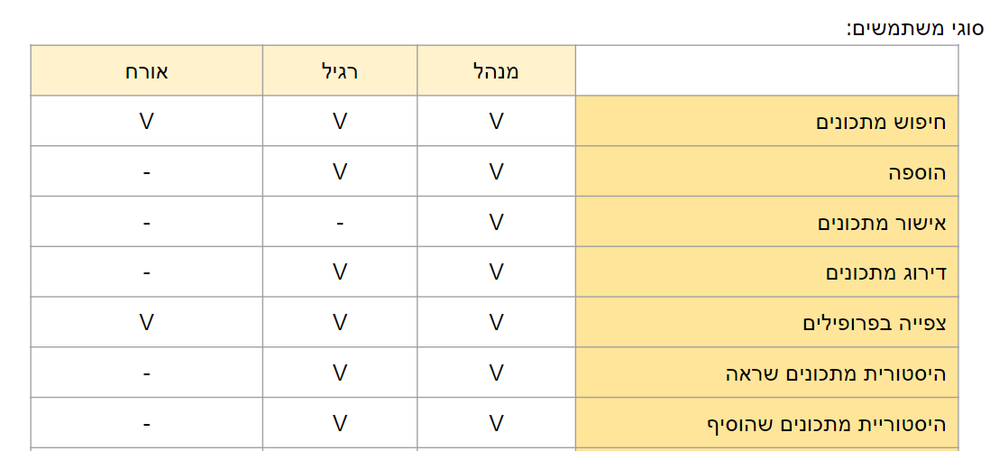 סוגי משתמשים:
מנהל רגיל אורח
חיפוש מתכונים V V V
הוספה V V -
אישור מתכונים V - -
דירוג מתכונים V V -
צפייה בפרופילים V V V
היסטורית מתכונים שראה V V -
היסטוריית מתכונים שהוסיף V V -